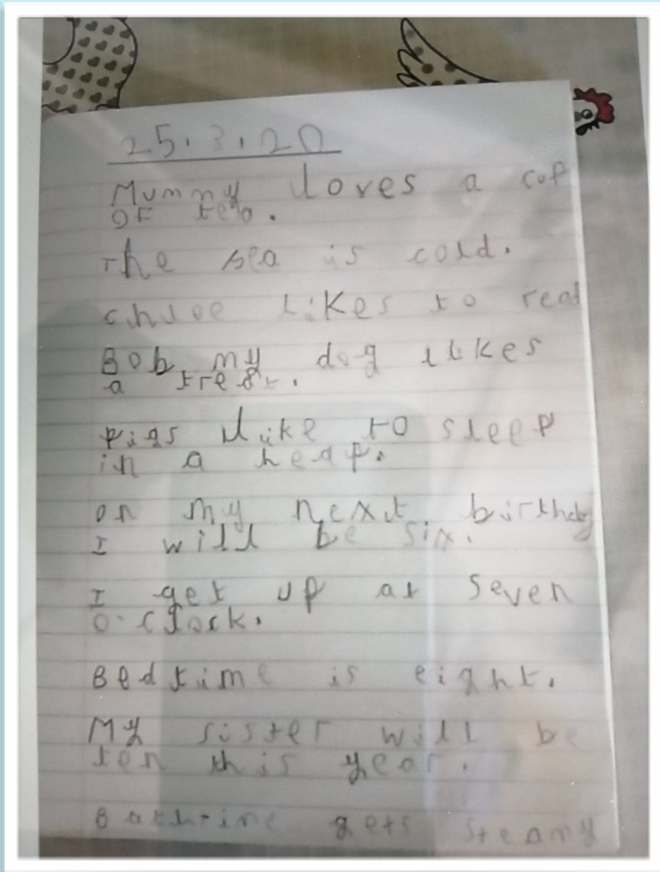 25.3.20
Mummy loves a cup
of tea.
The sea is cold.
chloe likes to read
Bob my dog likes
a treat.
pigs like to sleep
in a heap.
on my next birthday
I will be six.
I get up at seven
o'clock.
Bedtime is eight.
My sister will be
ten this year.
Bathtime gets steamy